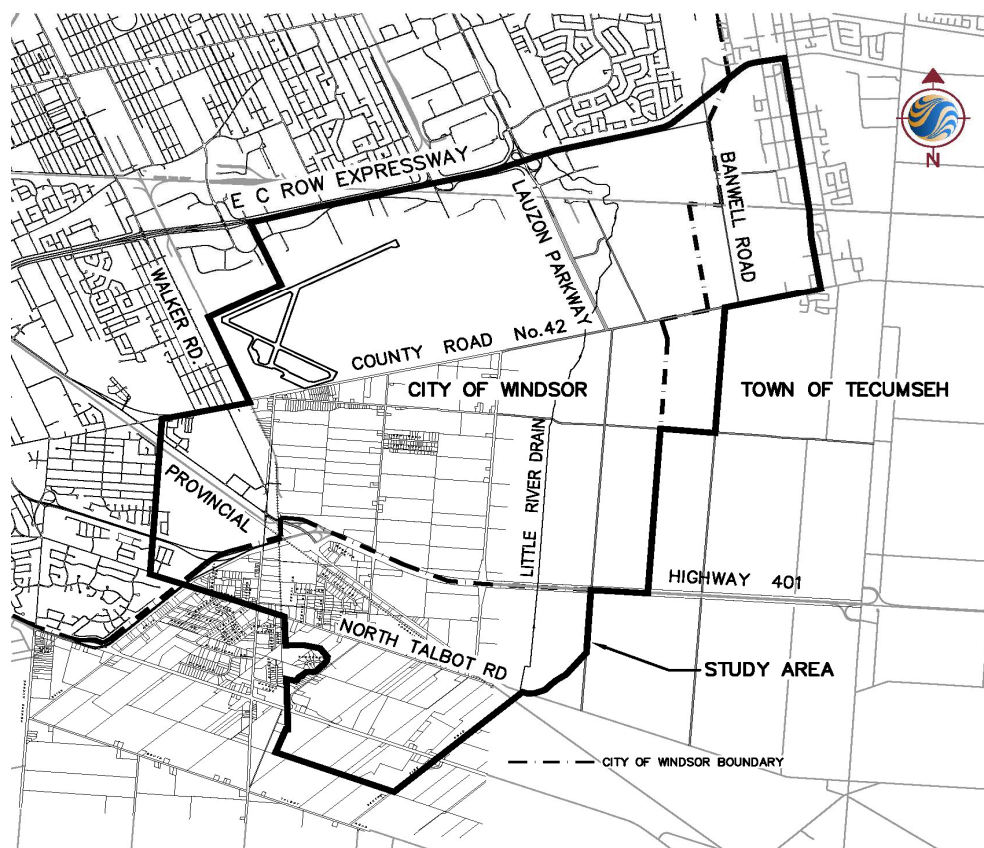 E C ROW EXPRESSWAY
N
BANWELL ROAD
LAUZON PARKWAY
WALKER RD.
COUNTY ROAD No.42
CITY OF WINDSOR
TOWN OF TECUMSEH
LITTLE RIVER DRAIN
PROVINCIAL
HIGHWAY 401
NORTH TALBOT RD
STUDY AREA
CITY OF WINDSOR BOUNDARY